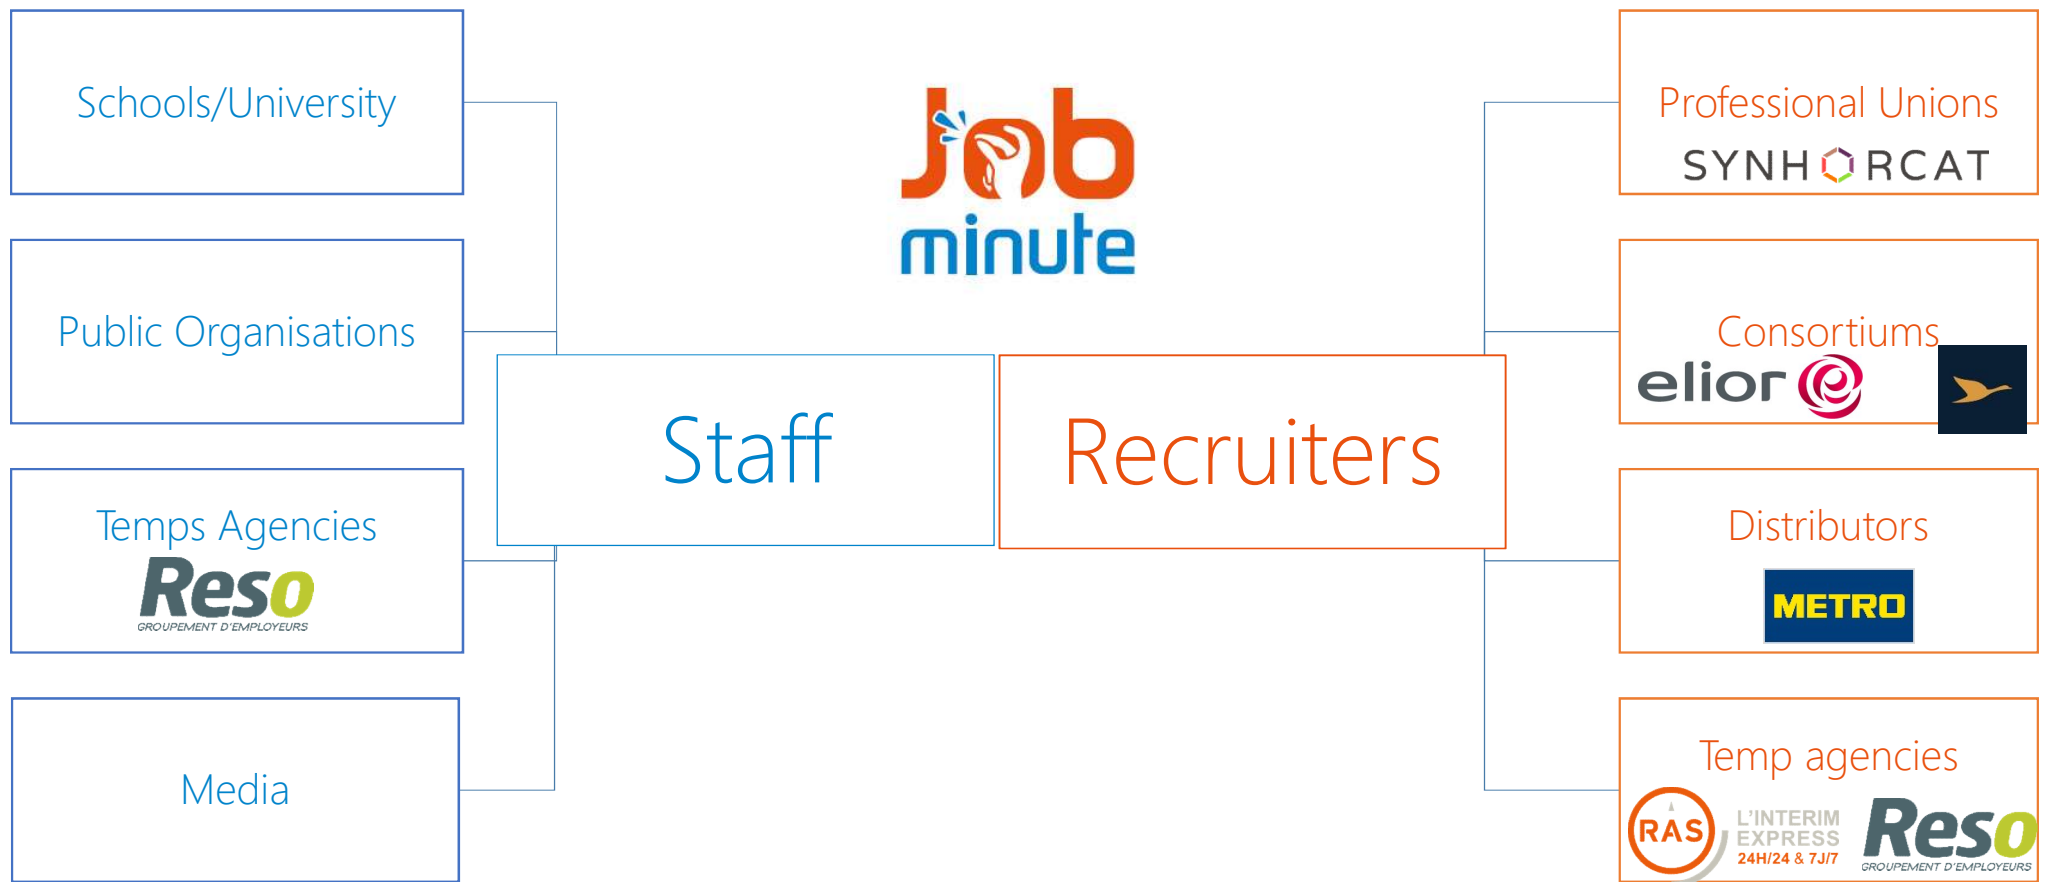 Job
minute
Schools/University
Public Organisations
Temps Agencies
Reso
GROUPEMENT D'EMPLOYEURS
Media
Staff
Recruiters
Professional Unions
SYNHORCAT
Consortiums
elior
Distributors
METRO
Temp agencies
RAS
L'INTERIM
EXPRESS
24H/24 & 7J/7
Reso
GROUPEMENT D'EMPLOYEURS